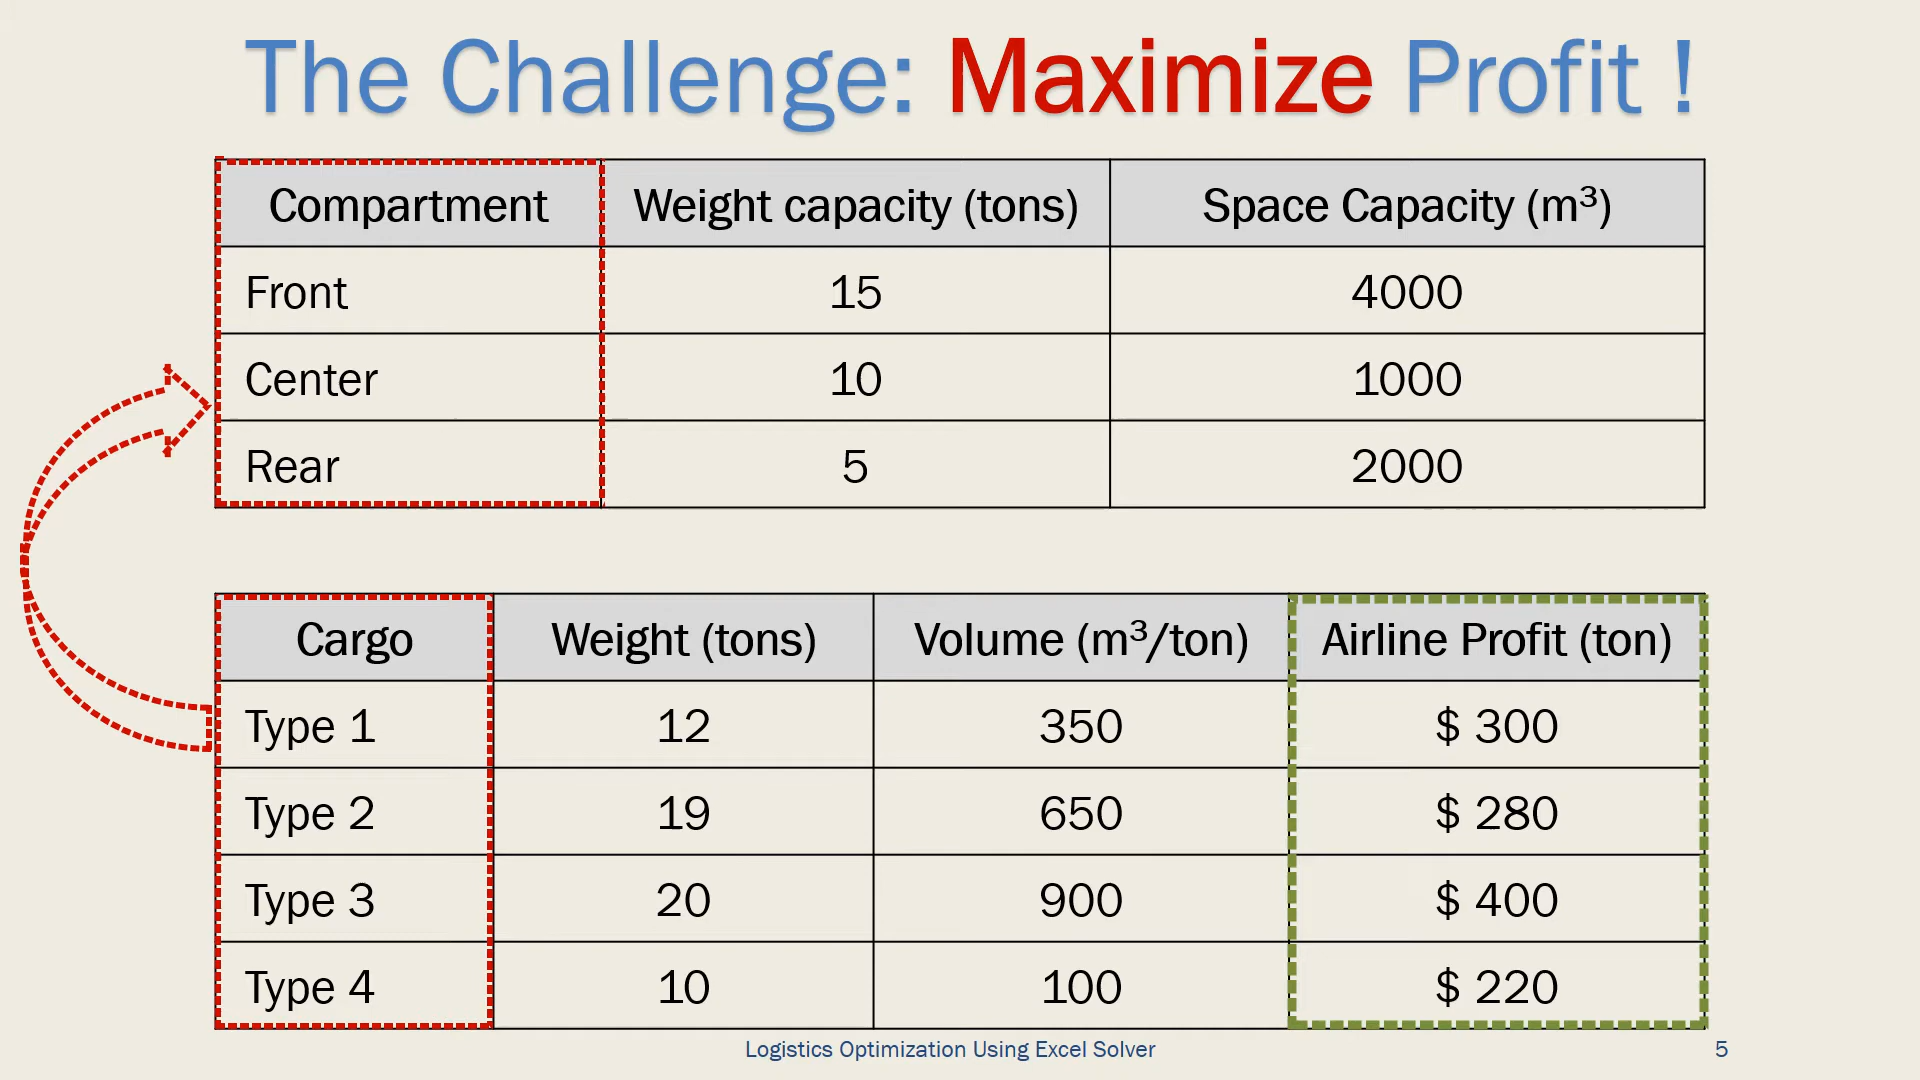 The Challenge: Maximize Profit !
Compartment Weight capacity (tons) Space Capacity (m³)
Front 15 4000
Center 10 1000
Rear 5 2000
Cargo Weight (tons) Volume (m³/ton) Airline Profit (ton)
Type 1 12 350 $ 300
Type 2 19 650 $ 280
Type 3 20 900 $ 400
Type 4 10 100 $ 220
Logistics Optimization Using Excel Solver 5